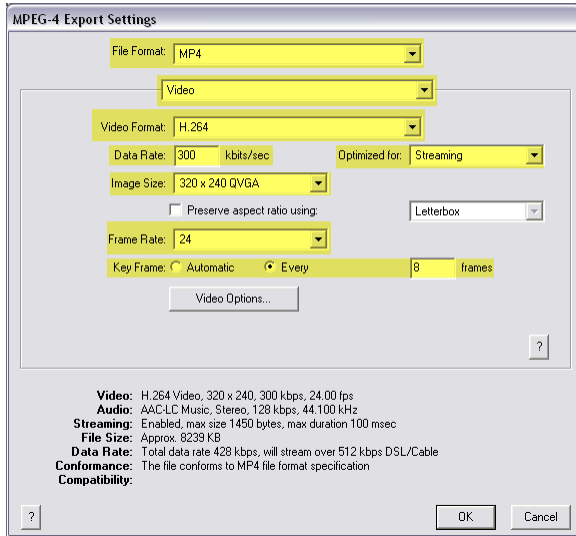 MPEG-4 Export Settings
File Format: MP4
Video
Video Format: H.264
Data Rate: 300 kbits/sec Optimized for: Streaming
Image Size: 320 x 240 QVGA
Preserve aspect ratio using: Letterbox
Frame Rate: 24
Key Frame: Automatic Every 8 frames
Video Options...
?
Video: H.264 Video, 320 x 240, 300 kbps, 24.00 fps
Audio: AAC-LC Music, Stereo, 128 kbps, 44.100 kHz
Streaming: Enabled, max size 1450 bytes, max duration 100 msec
File Size: Approx. 8239 KB
Data Rate: Total data rate 428 kbps, will stream over 512 kbps DSL/Cable
Conformance: The file conforms to MP4 file format specification
Compatibility:
? OK Cancel